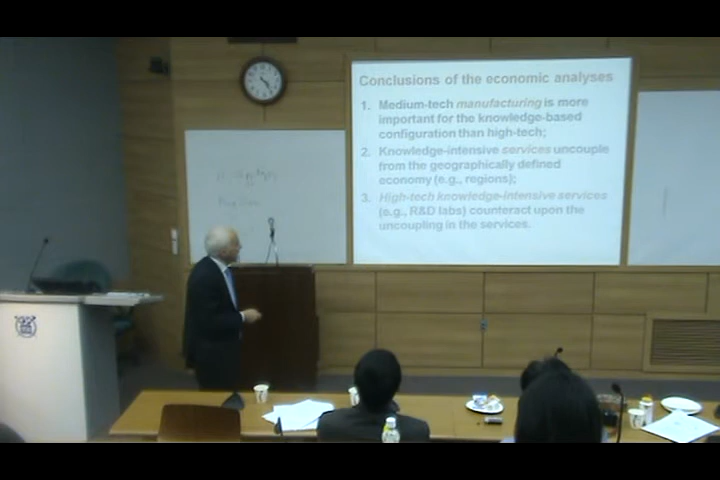 Conclusions of the economic analyses
1. Medium-tech manufacturing is more
important for the knowledge-based
configuration than high-tech;
2. Knowledge-intensive services uncouple
from the geographically defined
economy (e.g., regions);
3. High-tech knowledge-intensive services
(e.g., R&D labs) counteract upon the
uncoupling in the services.